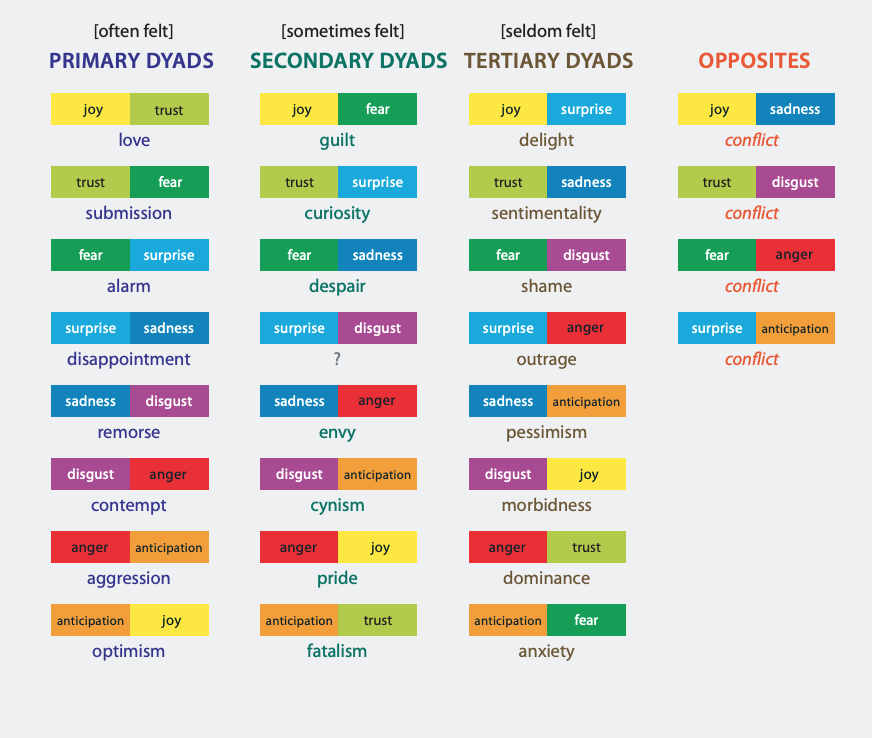 [often felt] [sometimes felt] [seldom felt]
PRIMARY DYADS SECONDARY DYADS TERTIARY DYADS OPPOSITES
joy trust joy fear joy surprise joy sadness
love guilt delight conflict
trust fear trust surprise trust sadness trust disgust
submission curiosity sentimentality conflict
fear surprise fear sadness fear disgust fear anger
alarm despair shame conflict
surprise sadness surprise disgust surprise anger surprise anticipation
disappointment ? outrage conflict
sadness disgust sadness anger sadness anticipation
remorse envy pessimism
disgust anger disgust anticipation disgust joy
contempt cynism morbidness
anger anticipation anger joy anger trust
aggression pride dominance
anticipation joy anticipation trust anticipation fear
optimism fatalism anxiety